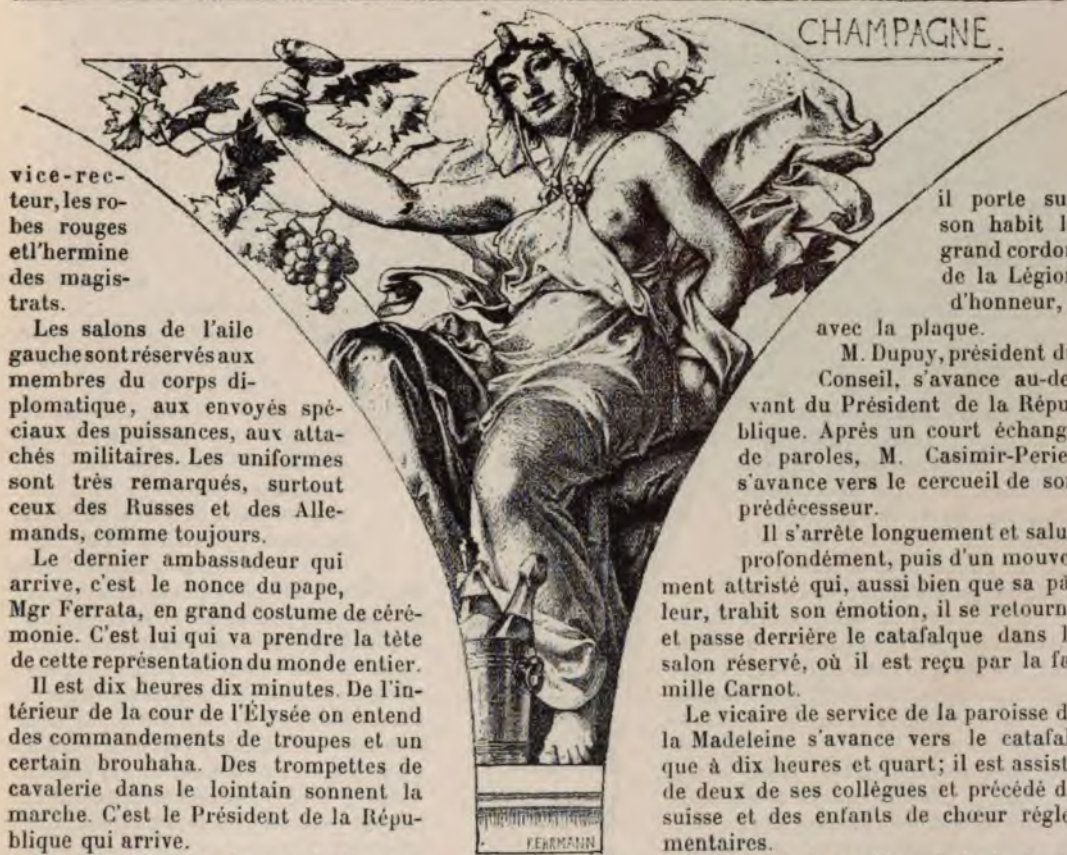 CHAMPAGNE.
vice-rec-
teur, les ro-
bes rouges
et l'hermine
des magis-
trats.
Les salons de l'aile
gauche sont réservés aux
membres du corps di-
plomatique, aux envoyés spé-
ciaux des puissances, aux atta-
chés militaires. Les uniformes
sont très remarqués, surtout
ceux des Russes et des Alle-
mands, comme toujours.
Le dernier ambassadeur qui
arrive, c'est le nonce du pape,
Mgr Ferrata, en grand costume de céré-
monie. C'est lui qui va prendre la tête
de cette représentation du monde entier.
Il est dix heures dix minutes. De l'in-
térieur de la cour de l'Élysée on entend
des commandements de troupes et un
certain brouhaha. Des trompettes de
cavalerie dans le lointain sonnent la
marche. C'est le Président de la Répu-
blique qui arrive.
F. EHRMANN
il porte su
son habit l
grand cordo
de la Légio
d'honneur,
avec la plaque.
M. Dupuy, président d
Conseil, s'avance au-de
vant du Président de la Répu
blique. Après un court échang
de paroles, M. Casimir-Perie
s'avance vers le cercueil de so
prédécesseur.
Il s'arrête longuement et salu
profondément, puis d'un mouve
ment attristé qui, aussi bien que sa pâ
leur, trahit son émotion, il se retourn
et passe derrière le catafalque dans l
salon réservé, où il est reçu par la fa
mille Carnot.
Le vicaire de service de la paroisse d
la Madeleine s'avance vers le catafal
que à dix heures et quart; il est assist
de deux de ses collègues et précédé d
suisse et des enfants de chœur régle
mentaires.